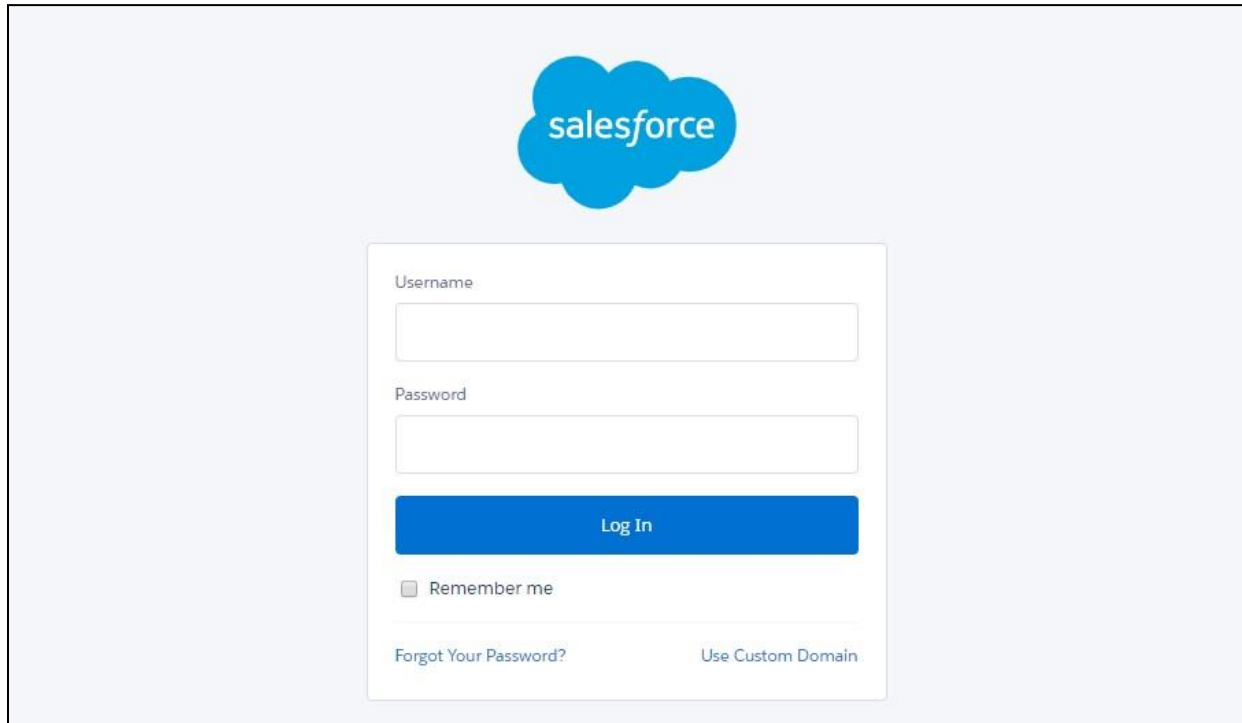 salesforce
Username
Password
Log In
Remember me
Forgot Your Password? Use Custom Domain